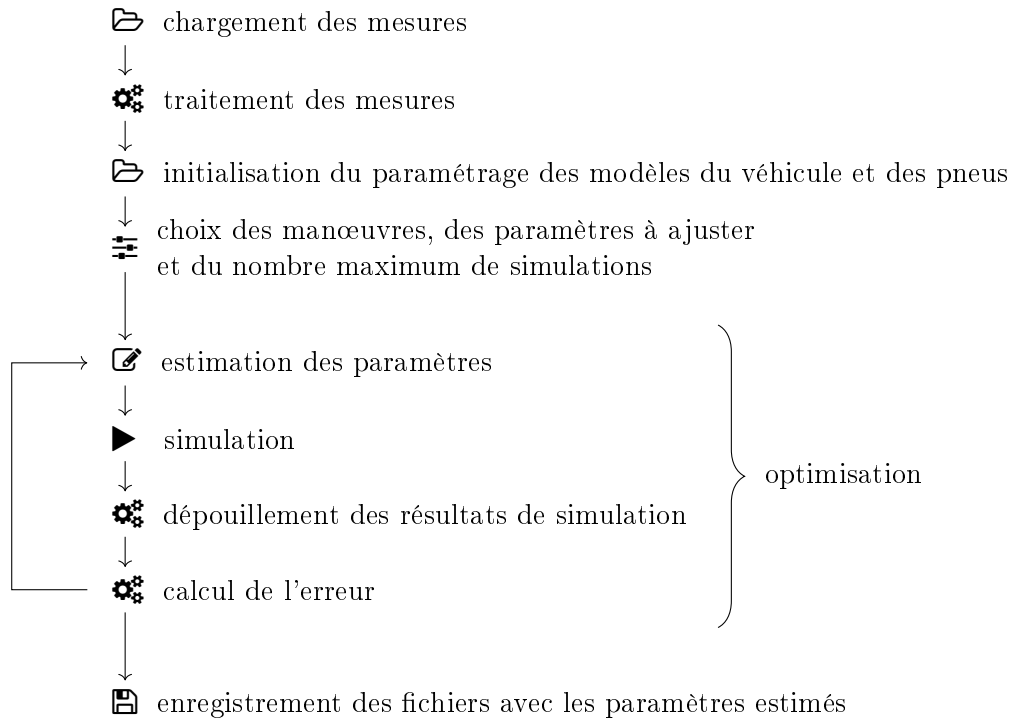 chargement des mesures
traitement des mesures
initialisation du paramétrage des modèles du véhicule et des pneus
choix des manœuvres, des paramètres à ajuster
et du nombre maximum de simulations
estimation des paramètres
simulation
optimisation
dépouillement des résultats de simulation
calcul de l'erreur
enregistrement des fichiers avec les paramètres estimés